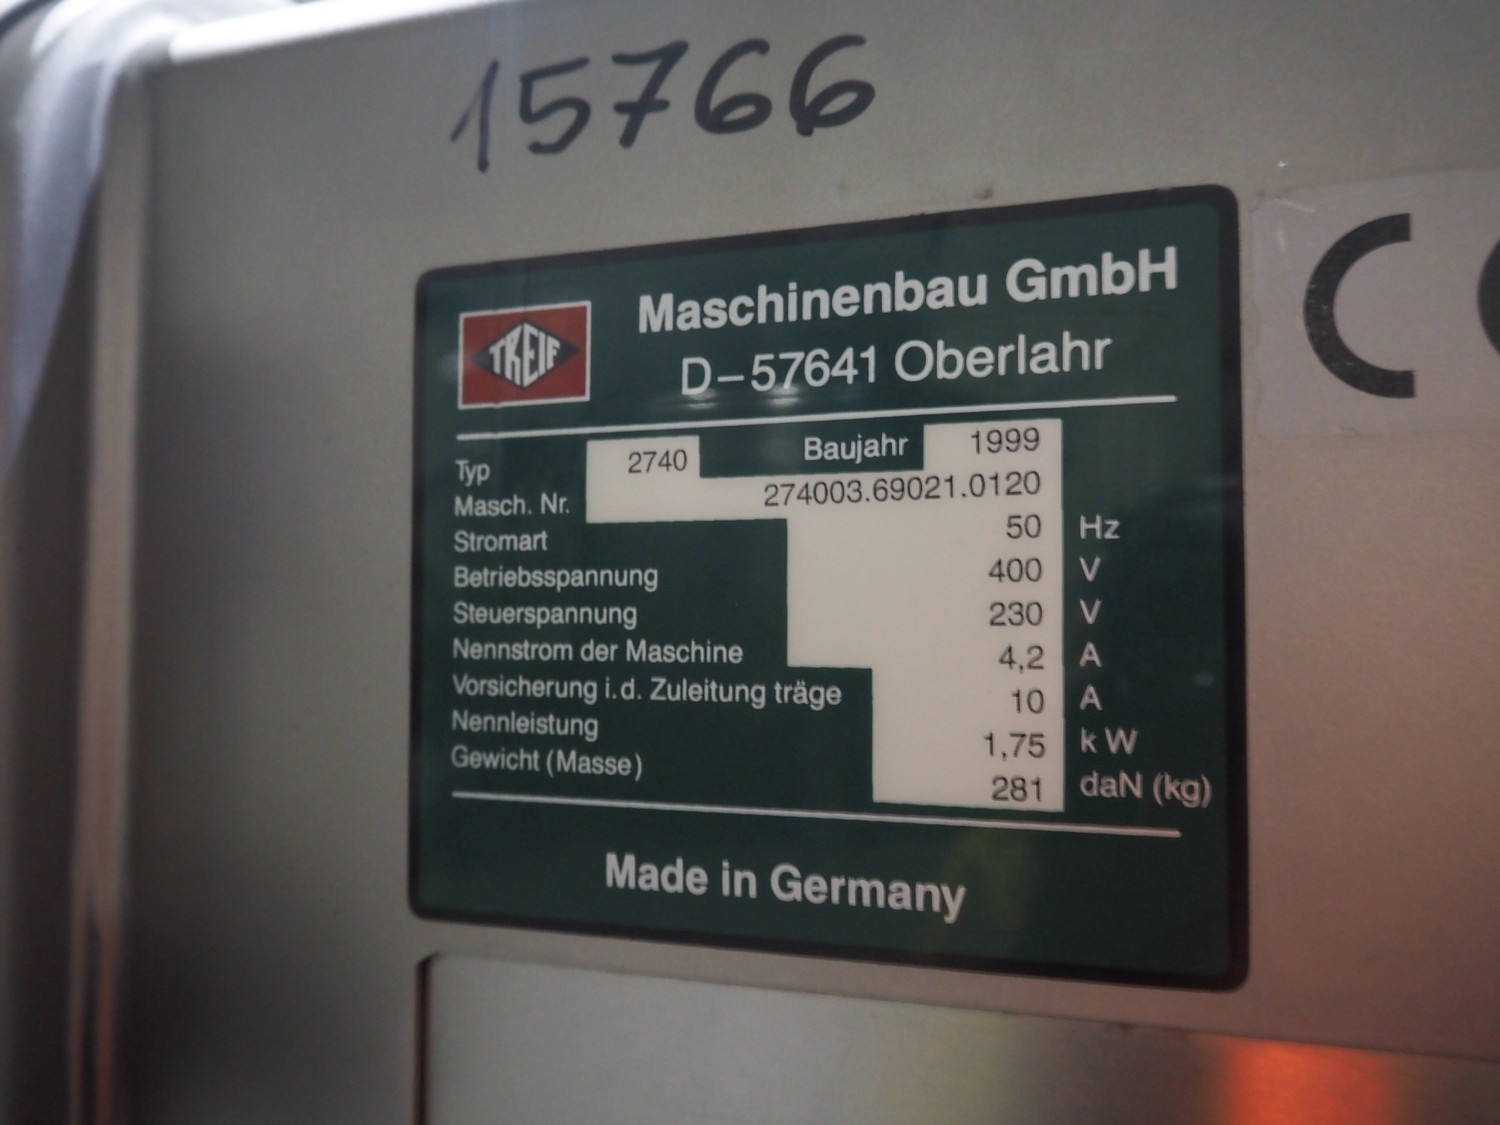 15766
TREIF
Maschinenbau GmbH
D-57641 Oberlahr
Typ 2740 Baujahr 1999
Masch. Nr. 274003.69021.0120
Stromart 50 Hz
Betriebsspannung 400 V
Steuerspannung 230 V
Nennstrom der Maschine 4,2 A
Vorsicherung i.d. Zuleitung träge 10 A
Nennleistung 1,75 kW
Gewicht (Masse) 281 daN (kg)
Made in Germany